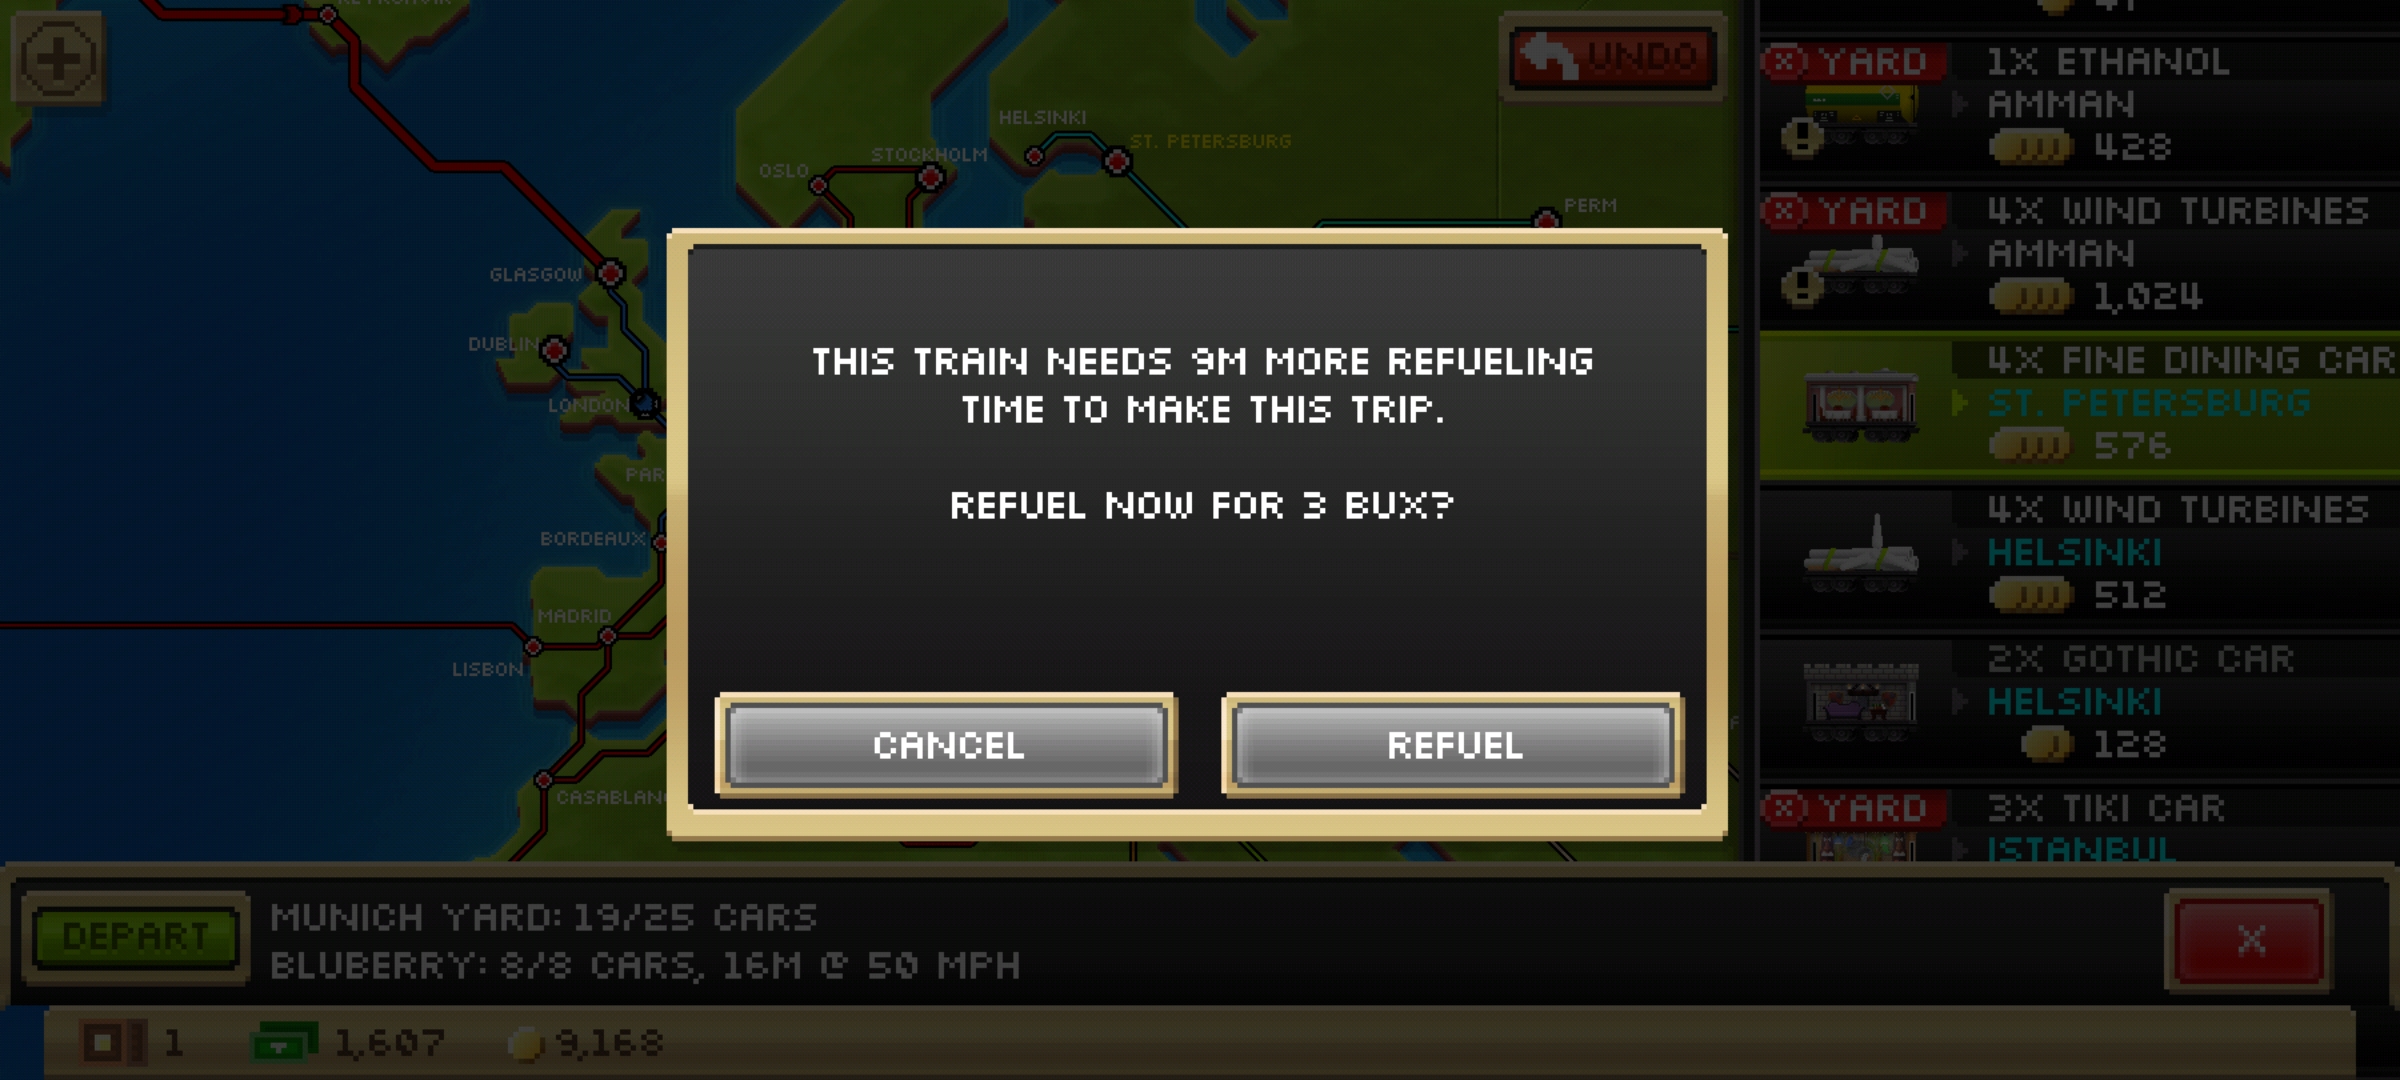 UNDO
HELSINKI
ST. PETERSBURG
STOCKHOLM
OSLO
PERM
GLASGOW
DUBLIN
LONDON
BORDEAUX
MADRID
LISBON
THIS TRAIN NEEDS 9M MORE REFUELING
TIME TO MAKE THIS TRIP.
REFUEL NOW FOR 3 BUX?
CANCEL
REFUEL
YARD
1X ETHANOL
AMMAN
428
YARD
4X WIND TURBINES
AMMAN
1,024
4X FINE DINING CAR
ST. PETERSBURG
576
4X WIND TURBINES
HELSINKI
512
2X GOTHIC CAR
HELSINKI
128
YARD
3X TIKI CAR
ISTANBUL
DEPART
MUNICH YARD: 19/25 CARS
BLUBERRY: 8/8 CARS, 16M @ 50 MPH
X
1
1,607
9,168